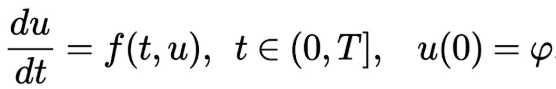 du/dt = f(t, u), t ∈ (0, T], u(0) = φ.